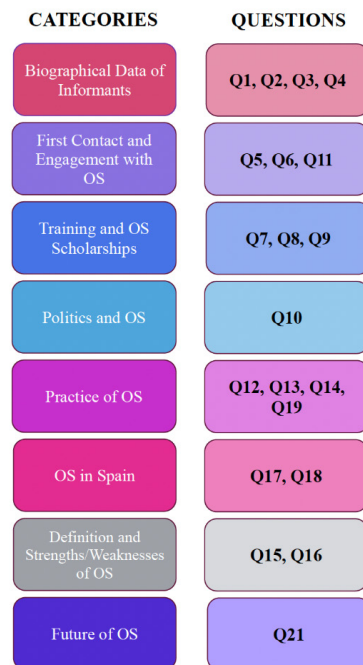 CATEGORIES QUESTIONS
Biographical Data of
Informants
Q1, Q2, Q3, Q4
First Contact and
Engagement with
OS
Q5, Q6, Q11
Training and OS
Scholarships
Q7, Q8, Q9
Politics and OS
Q10
Practice of OS
Q12, Q13, Q14,
Q19
OS in Spain
Q17, Q18
Definition and
Strengths/Weaknesses
of OS
Q15, Q16
Future of OS
Q21